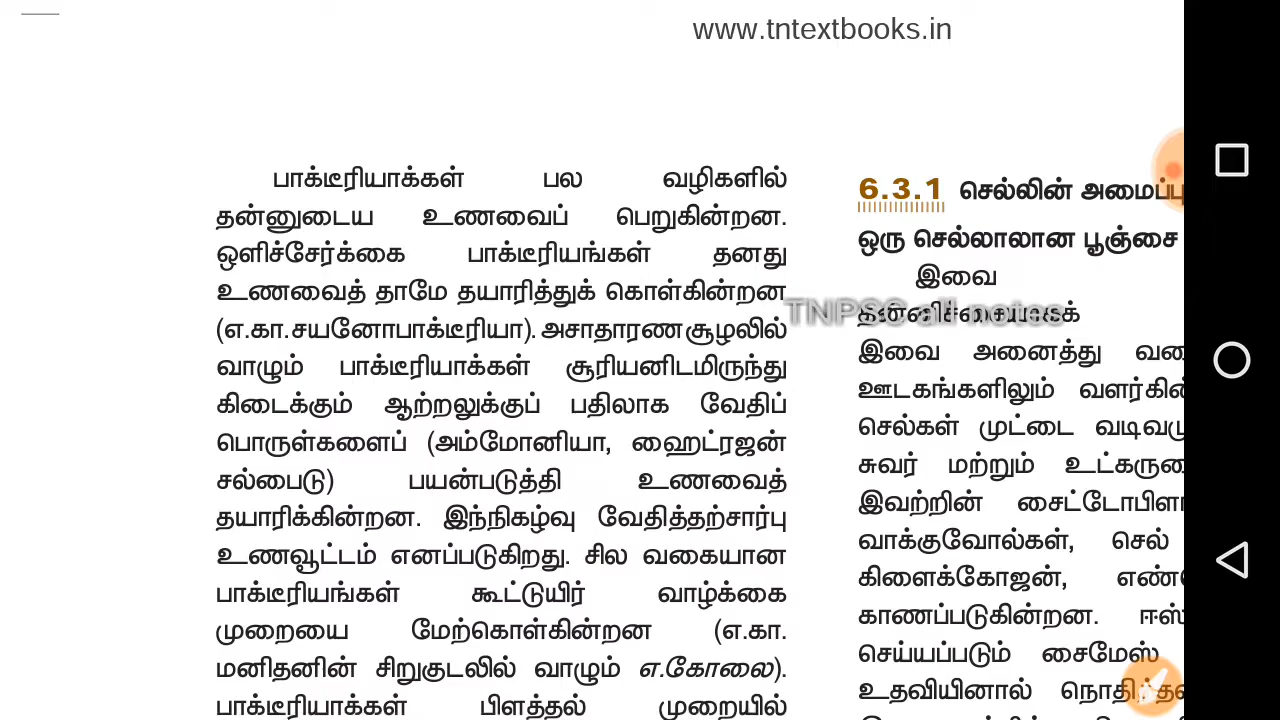 www.tntextbooks.in
பாக்டீரியாக்கள் பல வழிகளில்
தன்னுடைய உணவைப் பெறுகின்றன.
ஒளிச்சேர்க்கை பாக்டீரியங்கள் தனது
உணவைத் தாமே தயாரித்துக் கொள்கின்றன
(எ.கா.சயனோபாக்டீரியா). அசாதாரண சூழலில்
வாழும் பாக்டீரியாக்கள் சூரியனிடமிருந்து
கிடைக்கும் ஆற்றலுக்குப் பதிலாக வேதிப்
பொருள்களைப் (அம்மோனியா, ஹைட்ரஜன்
சல்பைடு) பயன்படுத்தி உணவைத்
தயாரிக்கின்றன. இந்நிகழ்வு வேதித்தற்சார்பு
உணவூட்டம் எனப்படுகிறது. சில வகையான
பாக்டீரியங்கள் கூட்டுயிர் வாழ்க்கை
முறையை மேற்கொள்கின்றன (எ.கா.
மனிதனின் சிறுகுடலில் வாழும் எ.கோலை).
பாக்டீரியாக்கள் பிளத்தல் முறையில்
6.3.1 செல்லின் அமைப்பு
ஒரு செல்லாலான பூஞ்சை
இவை
தன்னிச்சையாகக்
TNPSC all notes
இவை அனைத்து
ஊடகங்களிலும்
செல்கள் முட்டை
சுவர் மற்றும்
இவற்றின்
வாக்குவோல்கள், செல்
கிளைக்கோஜன்,
காணப்படுகின்றன.
செய்யப்படும் சைமேஸ்
உதவியினால்